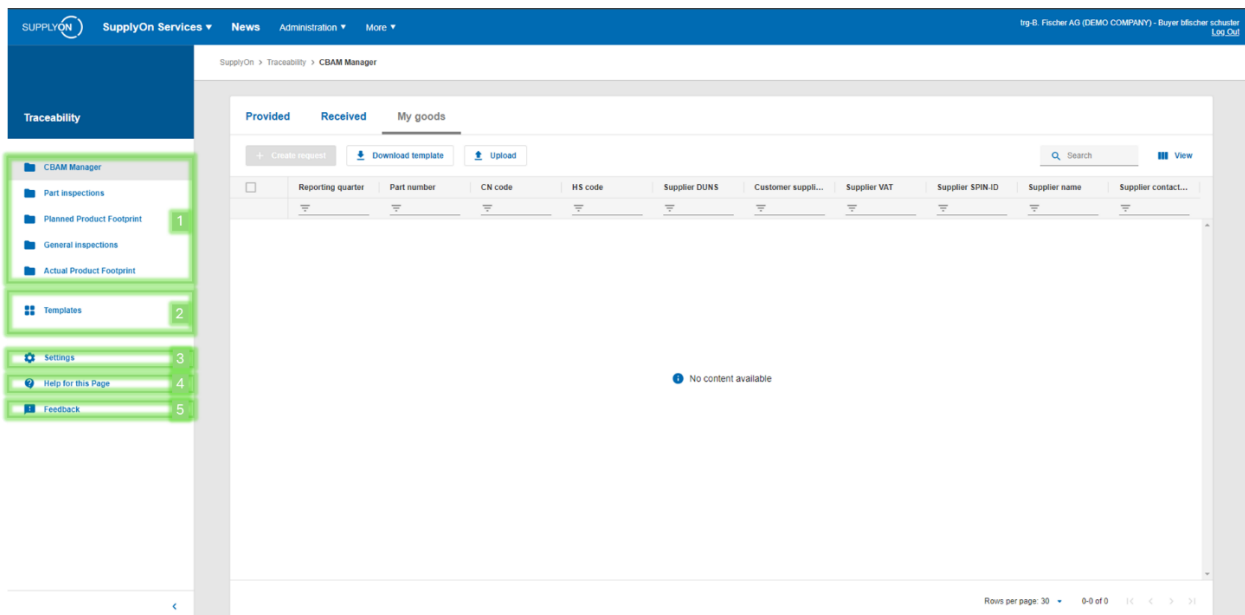 SUPPLYON
SupplyOn Services ▾ News Administration ▾ More ▾
trg-B. Fischer AG (DEMO COMPANY) - Buyer bfischer schuster
Log Out
SupplyOn > Traceability > CBAM Manager
Traceability
CBAM Manager
Part inspections
Planned Product Footprint
General inspections
Actual Product Footprint
1
Templates
2
Settings
3
Help for this Page
4
Feedback
5
Provided Received My goods
+ Create request Download template Upload Search View
Reporting quarter Part number CN code HS code Supplier DUNS Customer suppli... Supplier VAT Supplier SPIN-ID Supplier name Supplier contact...
No content available
Rows per page: 30 0-0 of 0